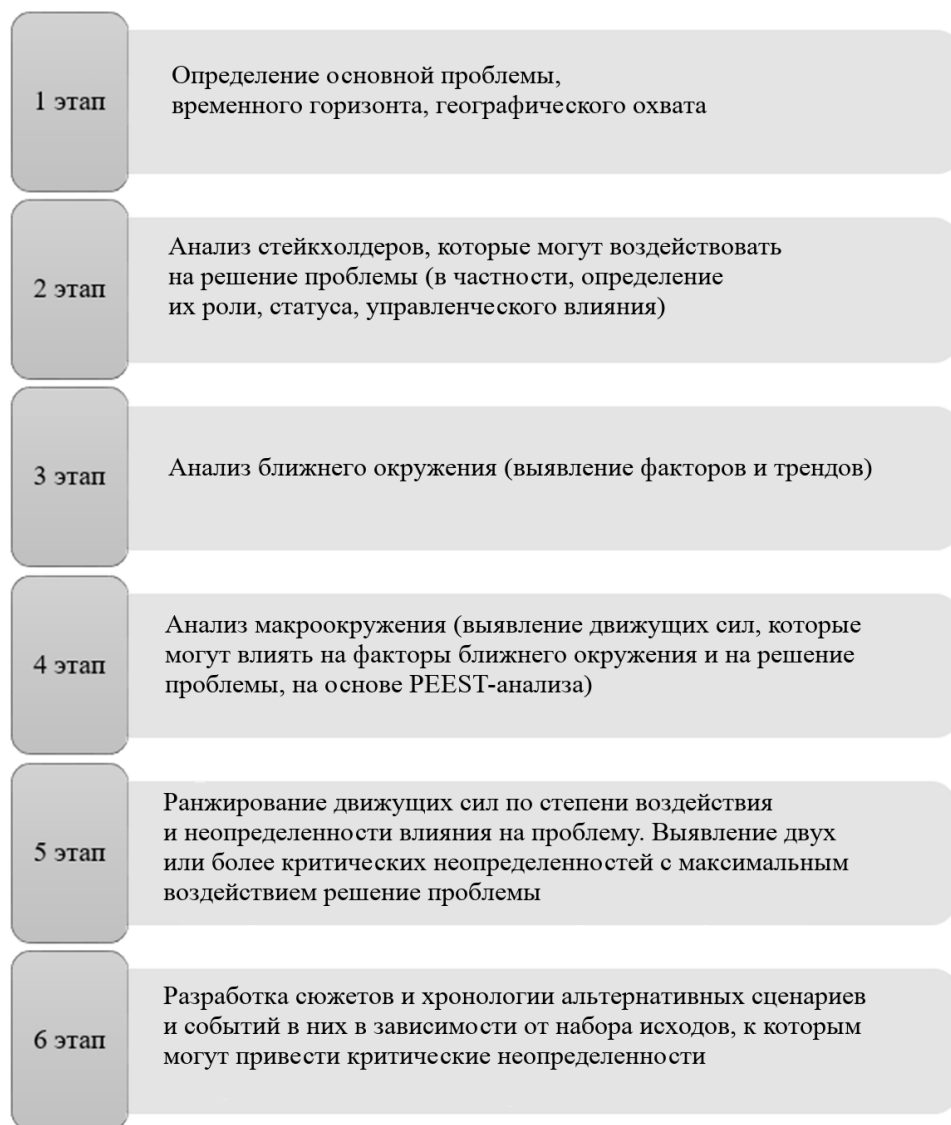 1 этап
Определение основной проблемы,
временного горизонта, географического охвата
2 этап
Анализ стейкхолдеров, которые могут воздействовать
на решение проблемы (в частности, определение
их роли, статуса, управленческого влияния)
3 этап
Анализ ближнего окружения (выявление факторов и трендов)
4 этап
Анализ макроокружения (выявление движущих сил, которые
могут влиять на факторы ближнего окружения и на решение
проблемы, на основе PEEST-анализа)
5 этап
Ранжирование движущих сил по степени воздействия
и неопределенности влияния на проблему. Выявление двух
или более критических неопределенностей с максимальным
воздействием решение проблемы
6 этап
Разработка сюжетов и хронологии альтернативных сценариев
и событий в них в зависимости от набора исходов, к которым
могут привести критические неопределенности